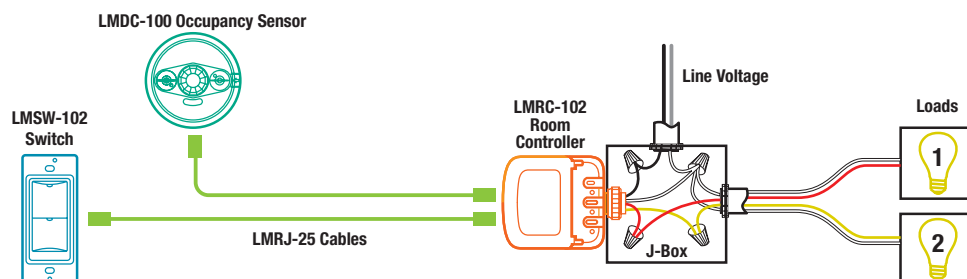 LMDC-100 Occupancy Sensor
LMSW-102
Switch
LMRJ-25 Cables
LMRC-102
Room
Controller
Line Voltage
J-Box
Loads
1
2